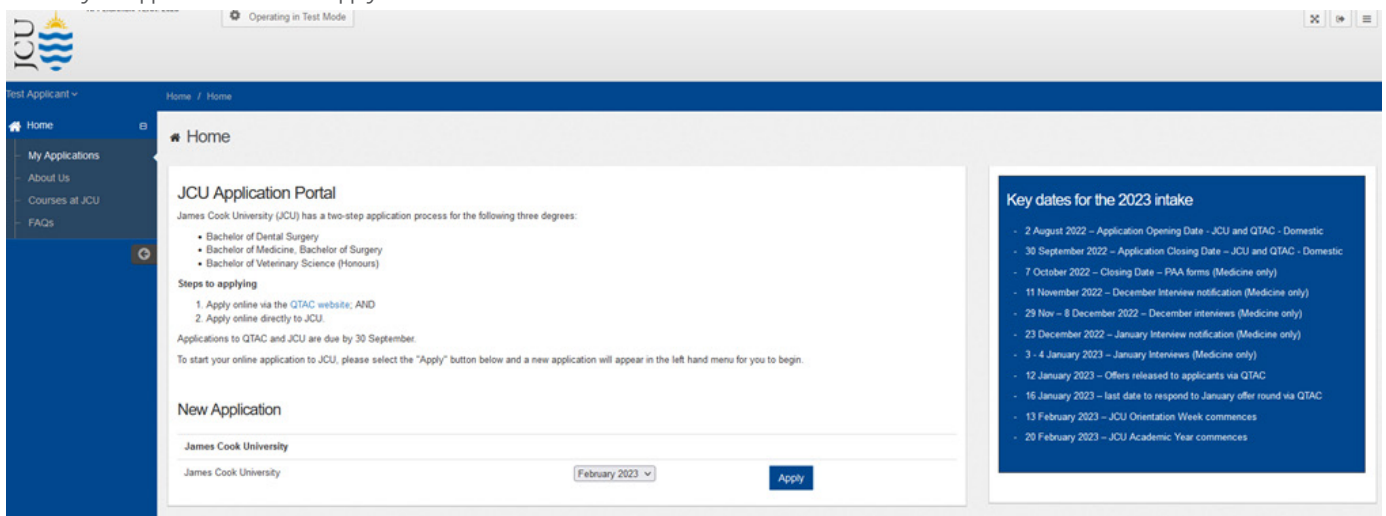 Operating in Test Mode
JCU
Test Applicant
Home / Home
Home
My Applications
About Us
Courses at JCU
FAQs
Home
JCU Application Portal
James Cook University (JCU) has a two-step application process for the following three degrees:
• Bachelor of Dental Surgery
• Bachelor of Medicine, Bachelor of Surgery
• Bachelor of Veterinary Science (Honours)
Steps to applying
1. Apply online via the QTAC website; AND
2. Apply online directly to JCU.
Applications to QTAC and JCU are due by 30 September.
To start your online application to JCU, please select the "Apply" button below and a new application will appear in the left hand menu for you to begin.
New Application
James Cook University
James Cook University February 2023 Apply
Key dates for the 2023 intake
- 2 August 2022 – Application Opening Date - JCU and QTAC - Domestic
- 30 September 2022 – Application Closing Date – JCU and QTAC - Domestic
- 7 October 2022 – Closing Date – PAA forms (Medicine only)
- 11 November 2022 – December Interview notification (Medicine only)
- 29 Nov – 8 December 2022 – December interviews (Medicine only)
- 23 December 2022 – January Interview notification (Medicine only)
- 3 - 4 January 2023 – January Interviews (Medicine only)
- 12 January 2023 – Offers released to applicants via QTAC
- 16 January 2023 – last date to respond to January offer round via QTAC
- 13 February 2023 – JCU Orientation Week commences
- 20 February 2023 – JCU Academic Year commences